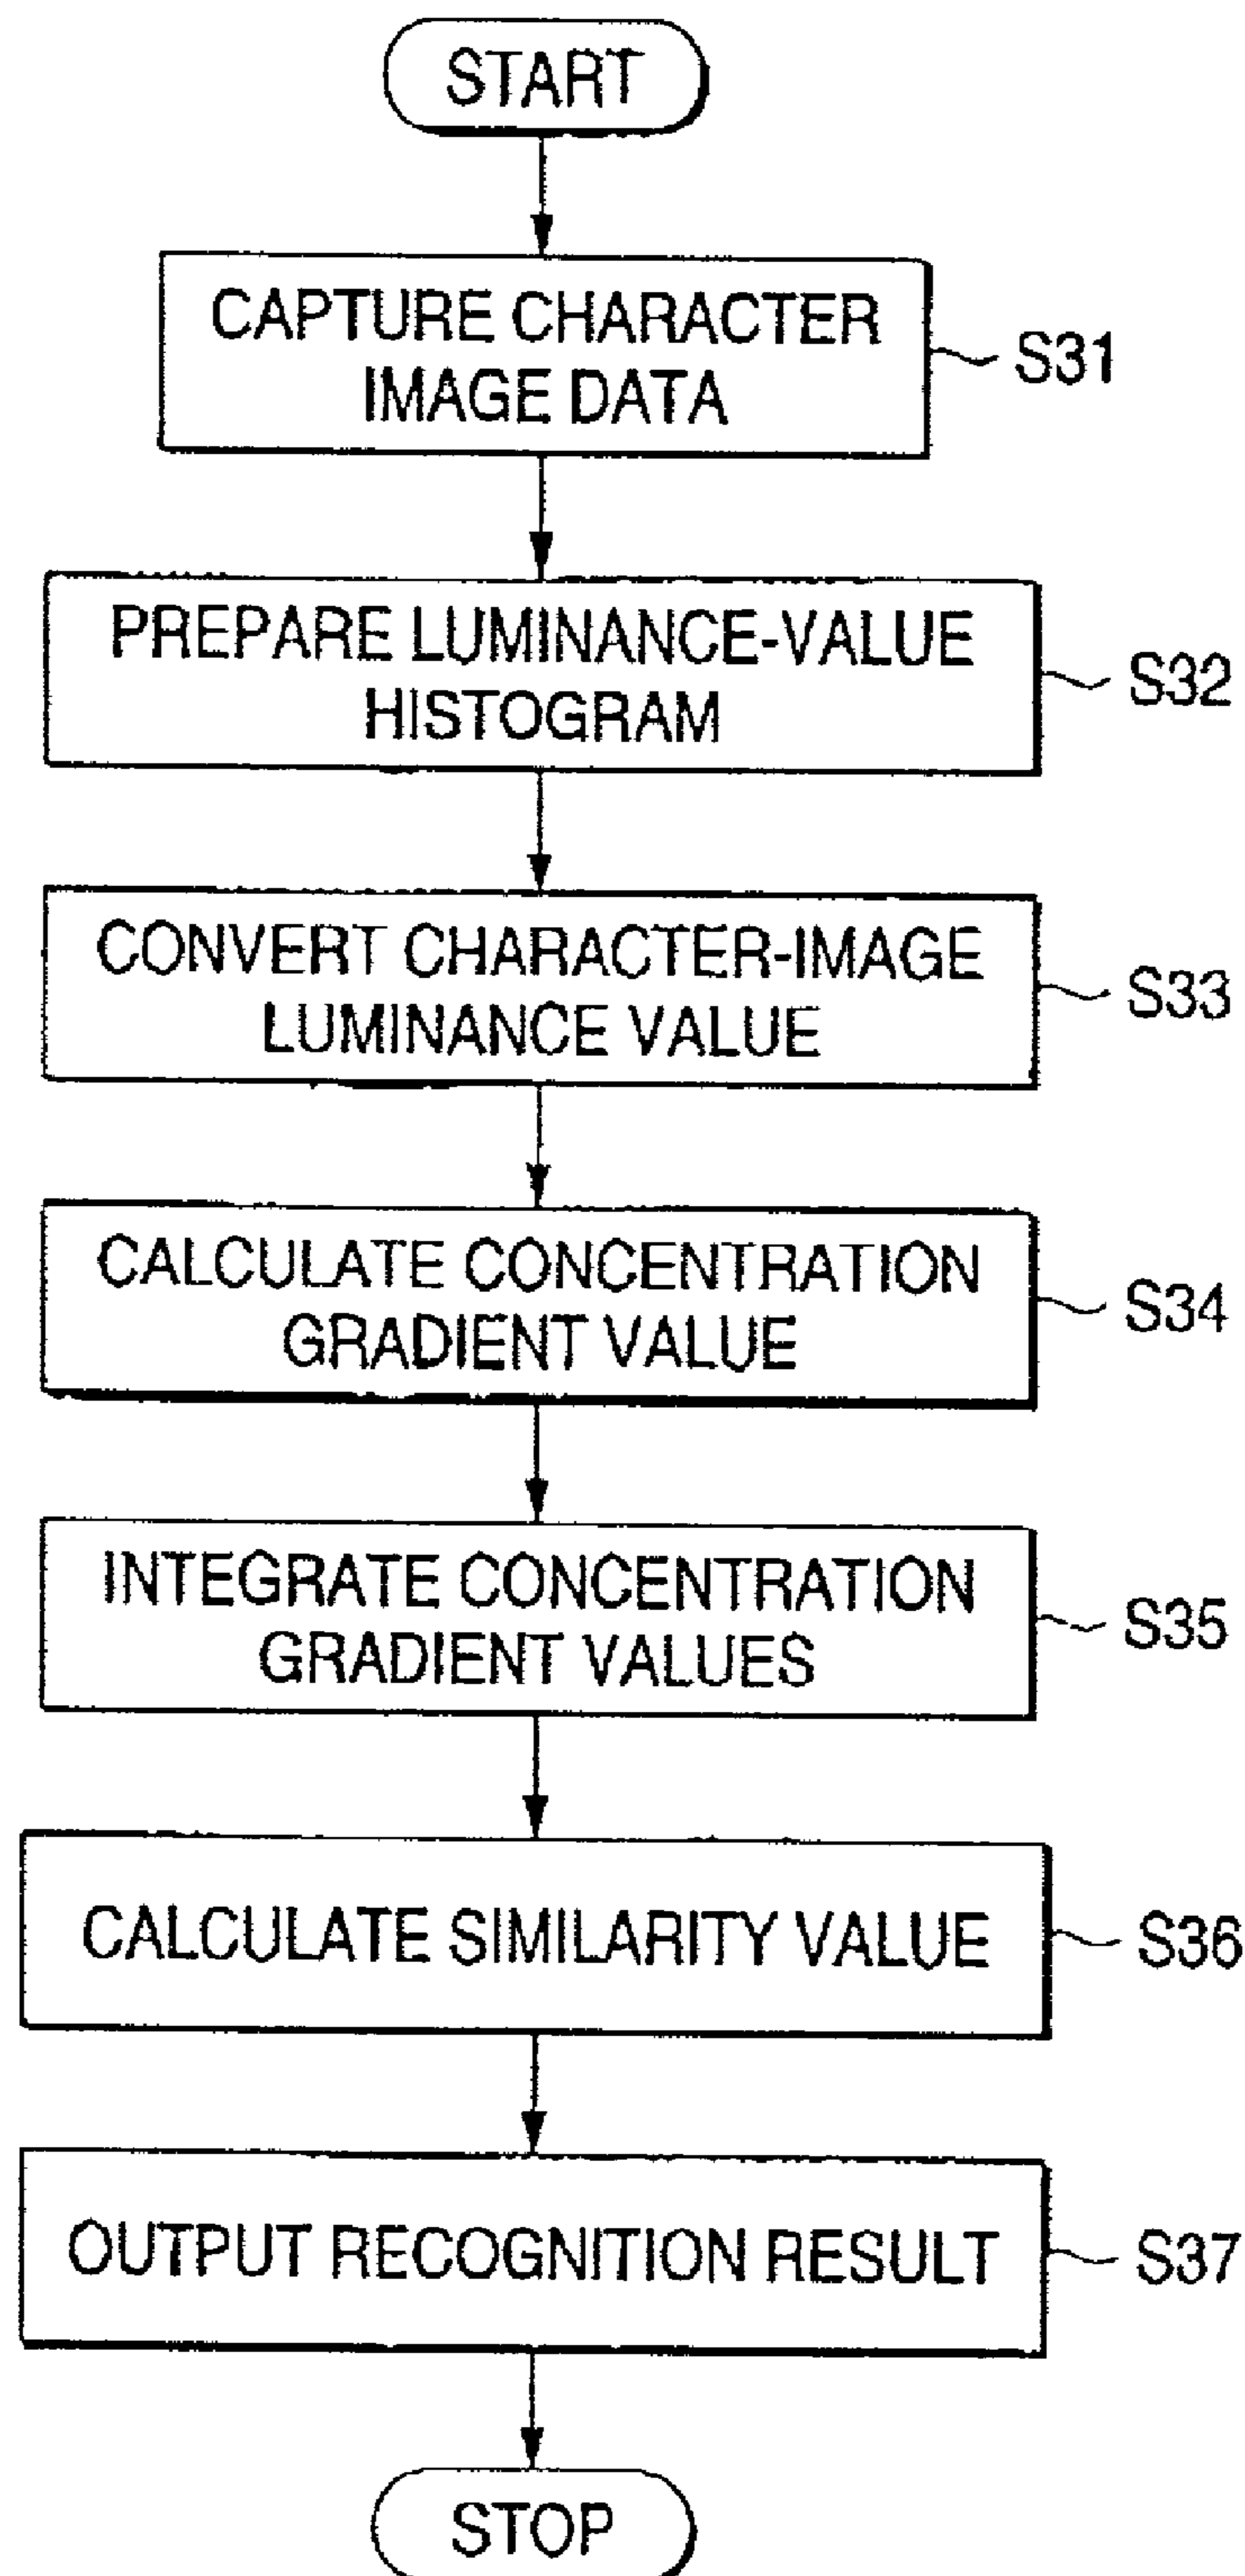 START
CAPTURE CHARACTER
IMAGE DATA
S31
PREPARE LUMINANCE-VALUE
HISTOGRAM
S32
CONVERT CHARACTER-IMAGE
LUMINANCE VALUE
S33
CALCULATE CONCENTRATION
GRADIENT VALUE
S34
INTEGRATE CONCENTRATION
GRADIENT VALUES
S35
CALCULATE SIMILARITY VALUE
S36
OUTPUT RECOGNITION RESULT
S37
STOP